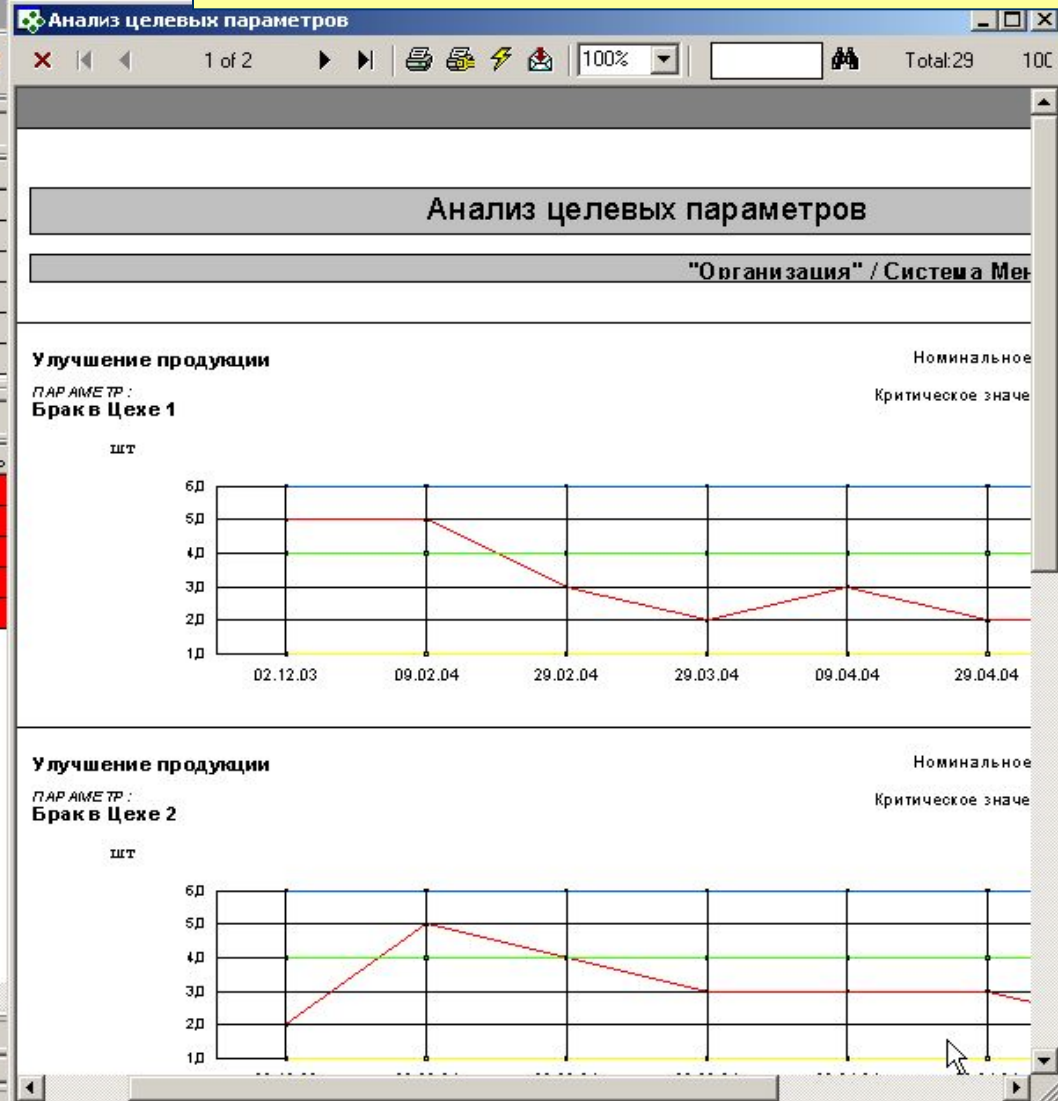 Анализ целевых параметров
1 of 2
100%
Total:29
100
Анализ целевых параметров
"Организация" / Система Мен
Улучшение продукции
Номинальное
ПАРАМЕТР:
Критическое значе
Брак в Цехе 1
шт
6,0
5,0
4,0
3,0
2,0
1,0
02.12.03 09.02.04 29.02.04 29.03.04 09.04.04 29.04.04
Улучшение продукции
Номинальное
ПАРАМЕТР:
Критическое значе
Брак в Цехе 2
шт
6,0
5,0
4,0
3,0
2,0
1,0